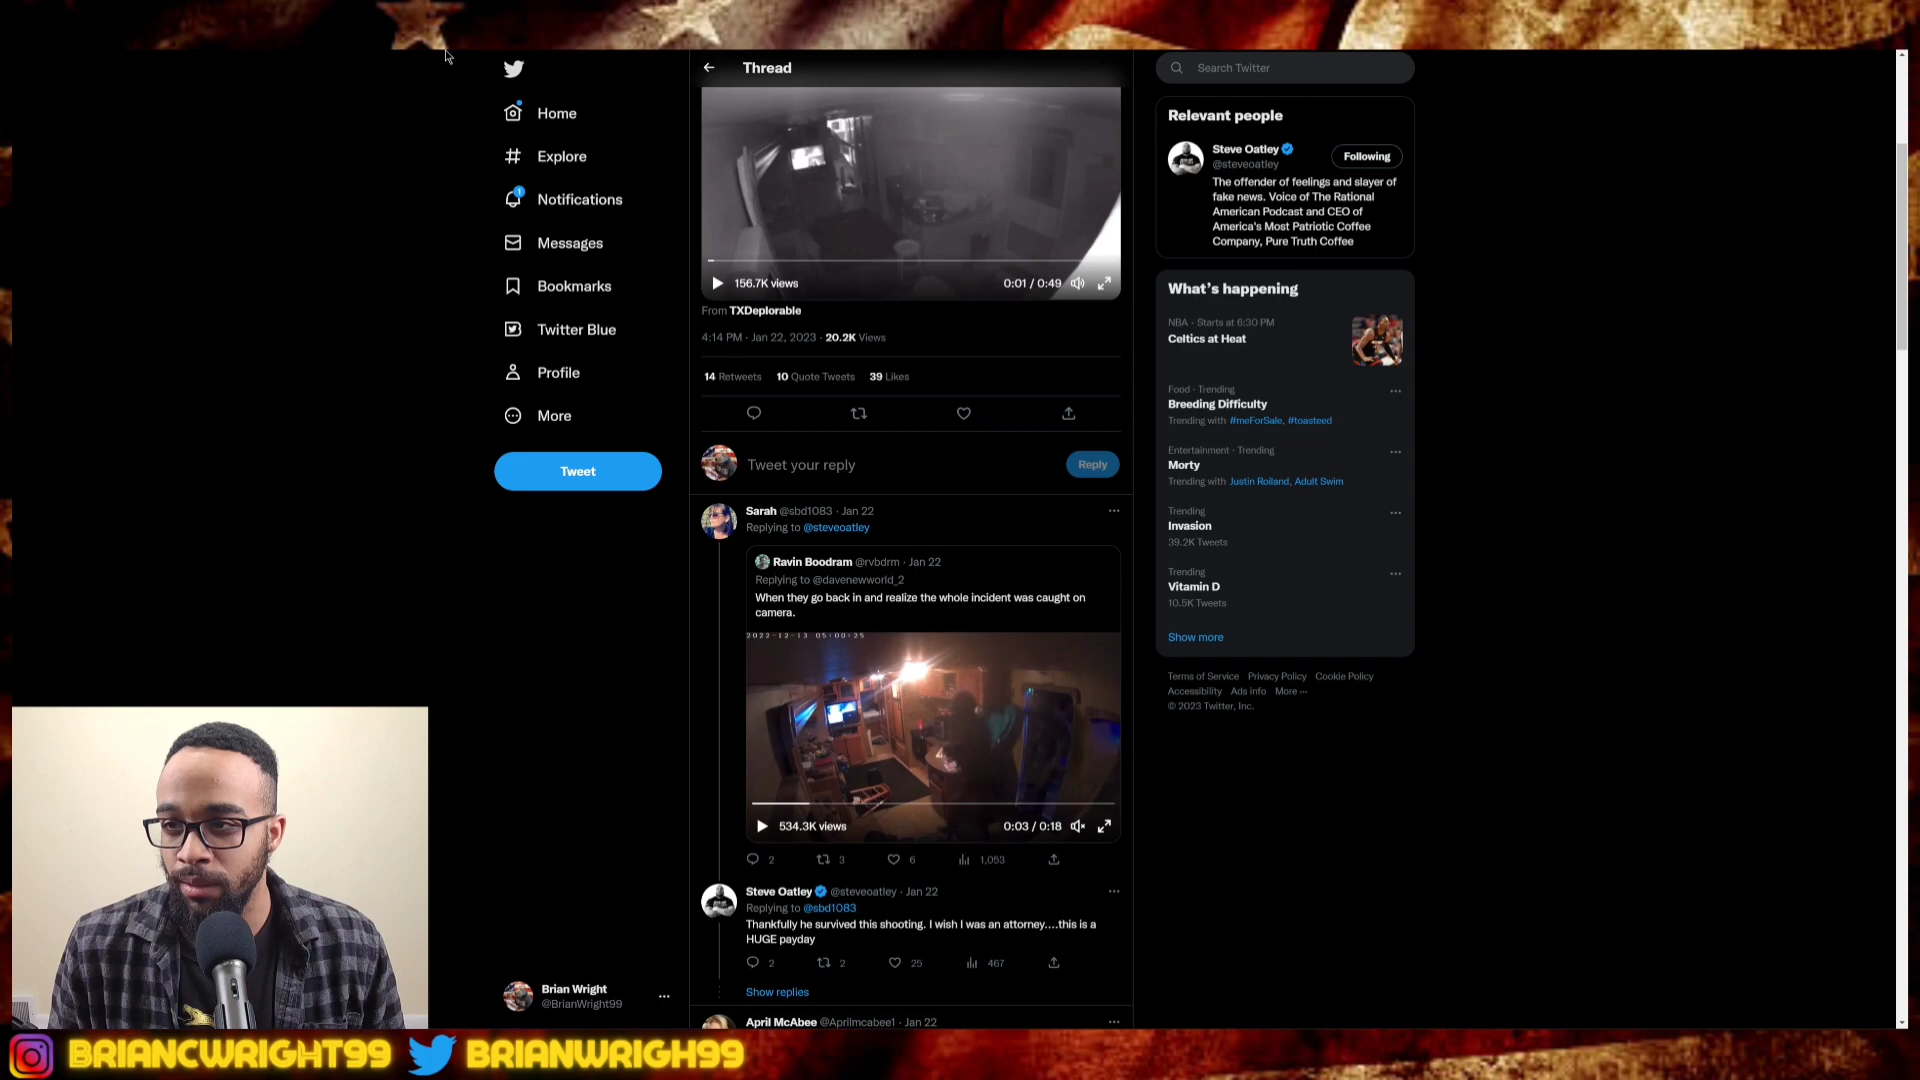 Home
Explore
1
Notifications
Messages
Bookmarks
Twitter Blue
Profile
More
Tweet
Brian Wright
@BrianWright99
Thread
156.7K views
0:01 / 0:49
From TXDeplorable
4:14 PM · Jan 22, 2023 · 20.2K Views
14 Retweets 10 Quote Tweets 39 Likes
Tweet your reply
Reply
Sarah @sbd1083 · Jan 22
Replying to @steveoatley
Ravin Boodram @rvbdrm · Jan 22
Replying to @davenewworld_2
When they go back in and realize the whole incident was caught on
camera.
2022-12-13 05:00:25
534.3K views
0:03 / 0:18
2 3 6 1,053
Steve Oatley @steveoatley · Jan 22
Replying to @sbd1083
Thankfully he survived this shooting. I wish I was an attorney....this is a
HUGE payday
2 2 25 467
Show replies
April McAbee @Aprilmcabee1 · Jan 22
Search Twitter
Relevant people
Steve Oatley
@steveoatley
Following
The offender of feelings and slayer of
fake news. Voice of The Rational
American Podcast and CEO of
America's Most Patriotic Coffee
Company, Pure Truth Coffee
What's happening
NBA · Starts at 6:30 PM
Celtics at Heat
Food · Trending
Breeding Difficulty
Trending with #meForSale, #toasteed
Entertainment · Trending
Morty
Trending with Justin Roiland, Adult Swim
Trending
Invasion
39.2K Tweets
Trending
Vitamin D
10.5K Tweets
Show more
Terms of Service Privacy Policy Cookie Policy
Accessibility Ads info More ···
© 2023 Twitter, Inc.
BRIANCWRIGHT99 BRIANWRIGH99